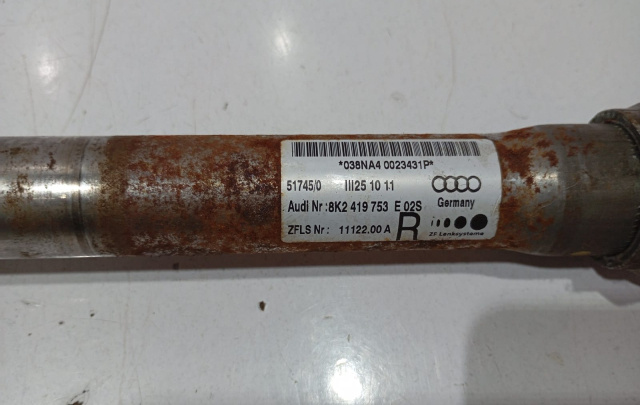 *038NA4 0023431P*
51745/0 III25 10 11
Audi Nr.:8K2 419 753 E 02S
Germany
ZFLS Nr.: 11122.00 A R
ZF Lenksysteme